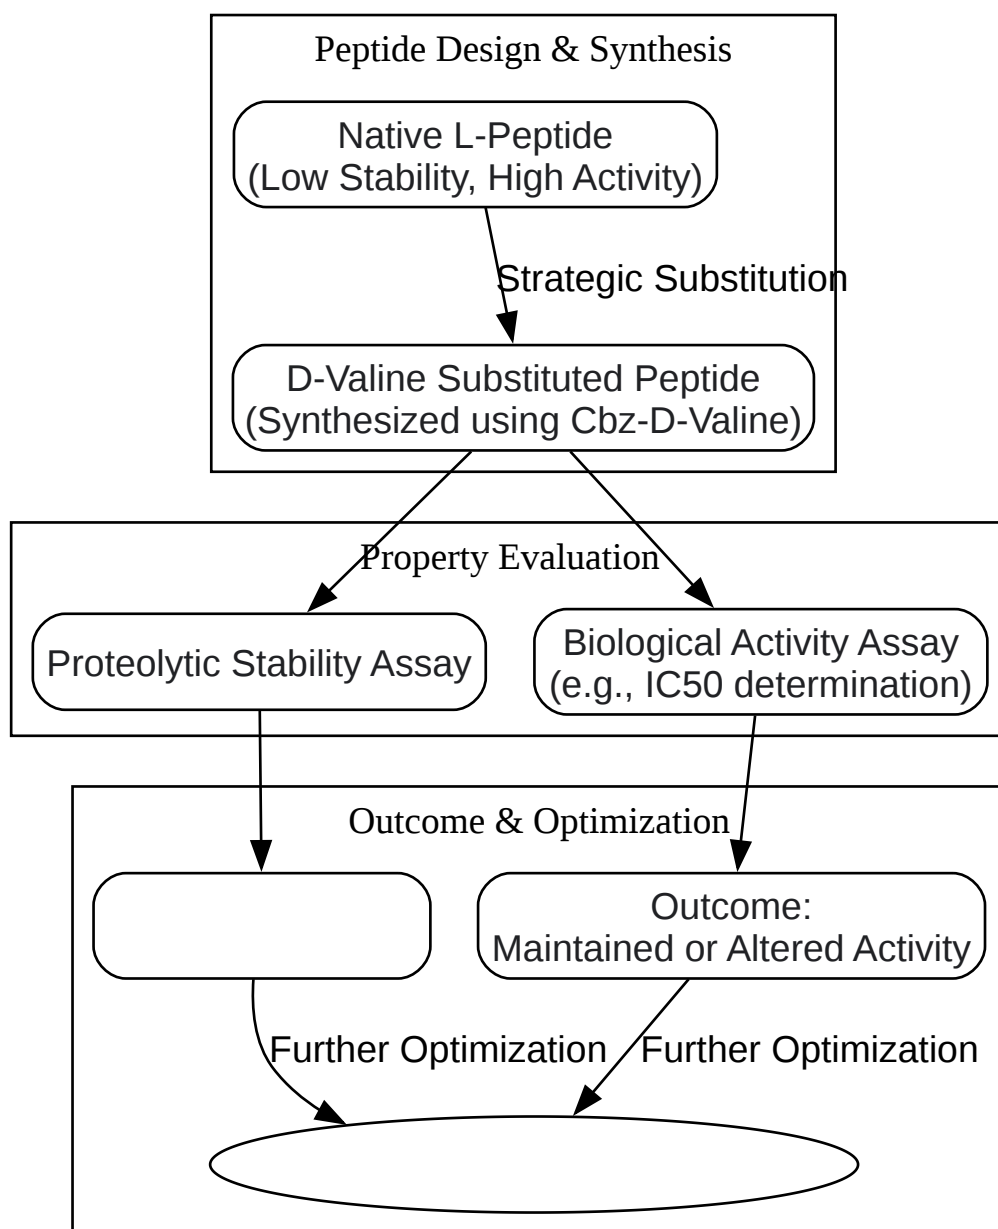 Peptide Design & Synthesis
Native L-Peptide
(Low Stability, High Activity)
Strategic Substitution
D-Valine Substituted Peptide
(Synthesized using Cbz-D-Valine)
Property Evaluation
Proteolytic Stability Assay
Biological Activity Assay
(e.g., IC50 determination)
Outcome & Optimization
Outcome:
Maintained or Altered Activity
Further Optimization
Further Optimization